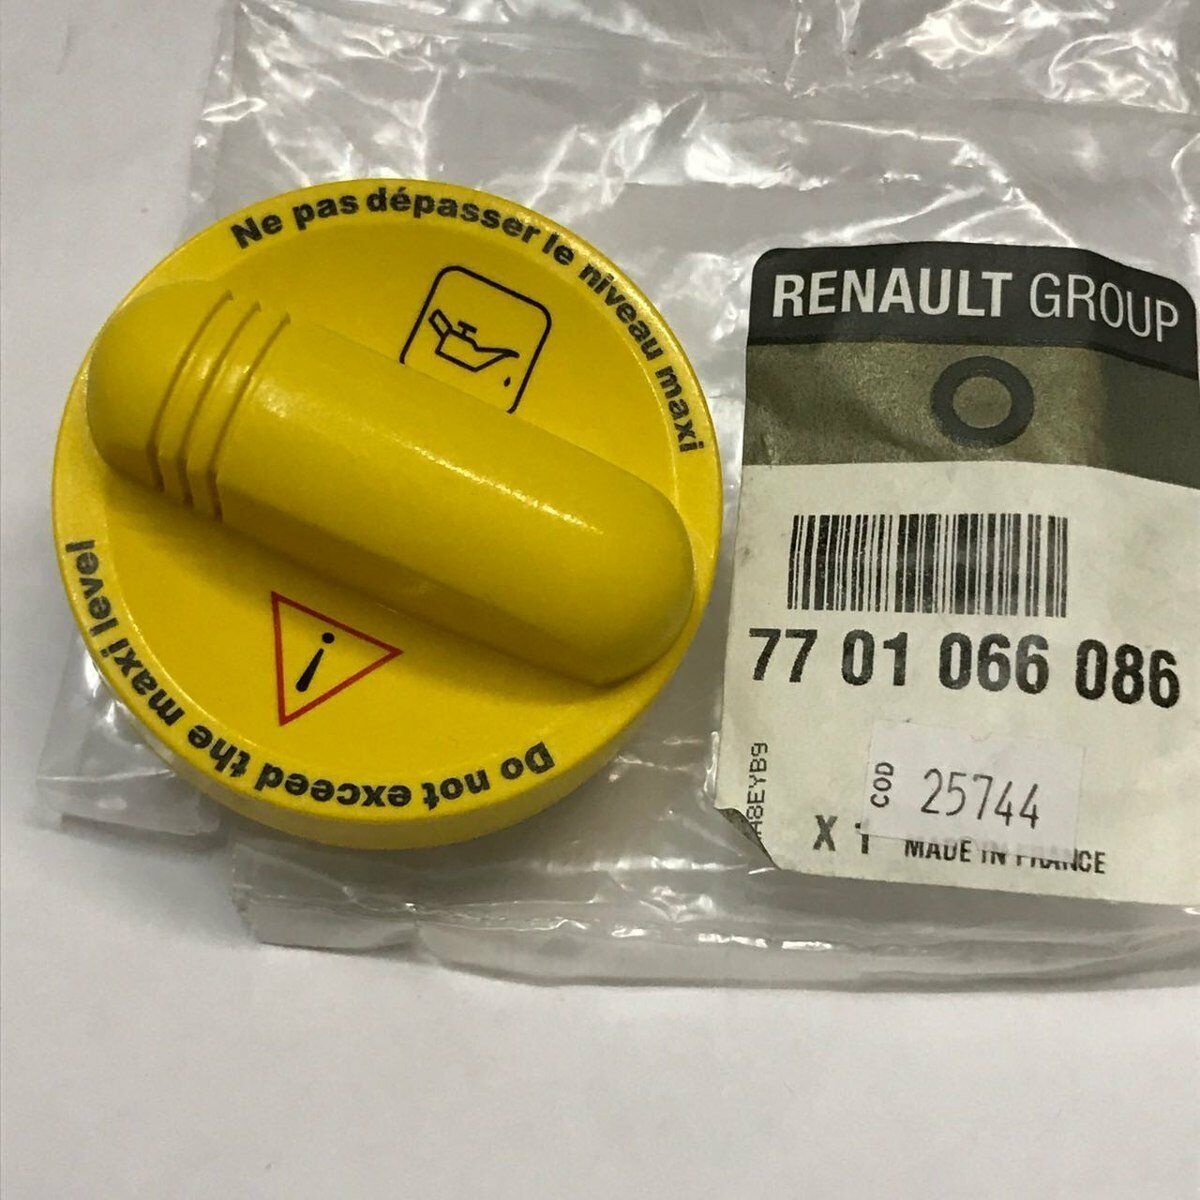 Ne pas dépasser le niveau maxi
Do not exceed the maxi level
RENAULT GROUP
77 01 066 086
COD 25744
X 1 MADE IN FRANCE